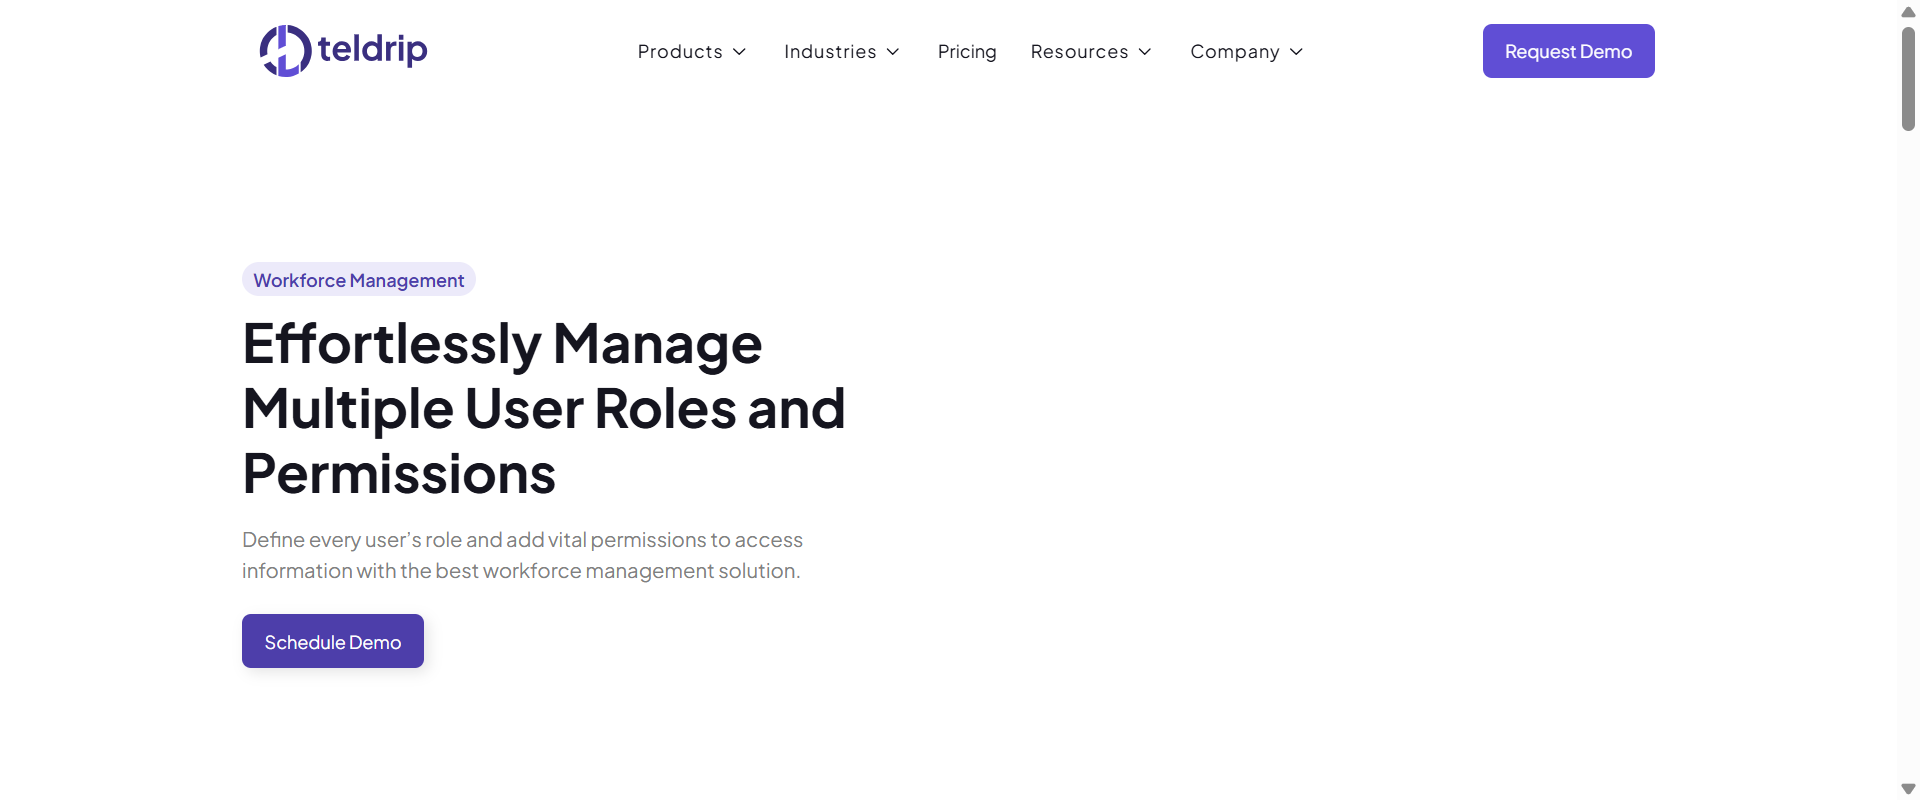 teldrip
Products
Industries
Pricing
Resources
Company
Request Demo
Workforce Management
Effortlessly Manage
Multiple User Roles and
Permissions
Define every user’s role and add vital permissions to access
information with the best workforce management solution.
Schedule Demo